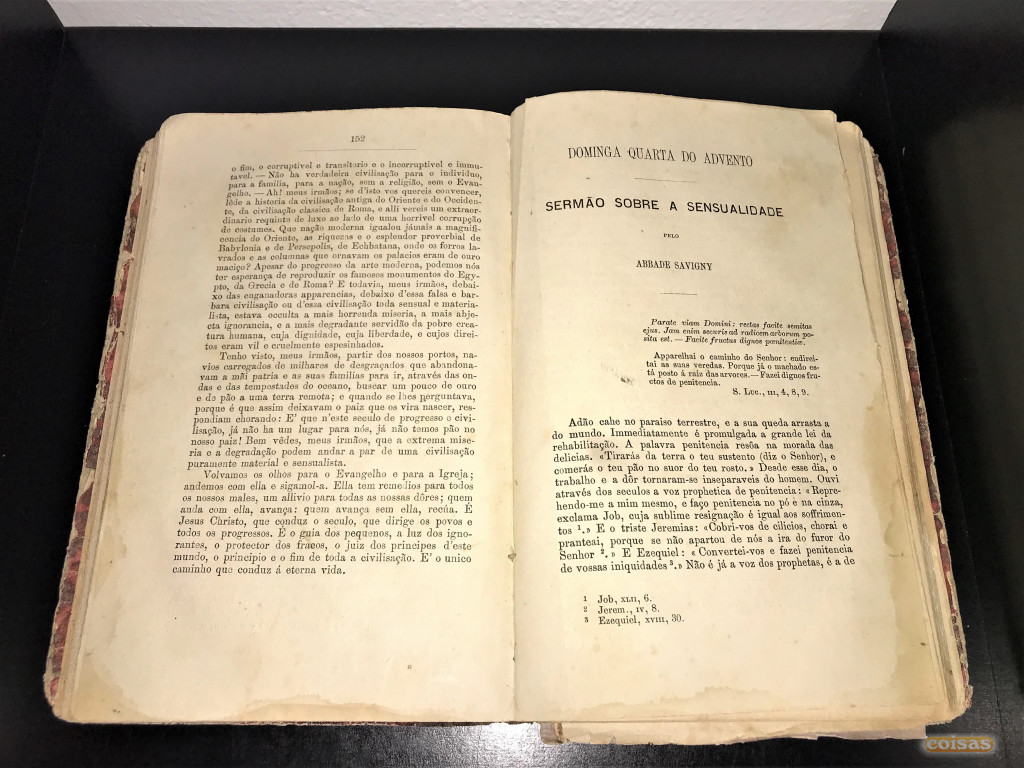 152
o fim, o corruptivel e transitorio e o incorruptivel e immu-
tavel. — Não ha verdadeira civilisação para o individuo,
para a familia, para a nação, sem a religião, sem o Evan-
gelho. — Ah! meus irmãos; se d'isto vos quereis convencer,
lêde a historia da civilisação antiga do Oriente e do Occiden-
te, da civilisação classica de Roma, e alli vereis um extraor-
dinario requinte de luxo ao lado de uma horrivel corrupção
de costumes. Que nação moderna igualou jámais a magnifi-
cencia do Oriente, as riquezas e o esplendor proverbial de
Babylonia e de Persepolis, de Echbatana, onde os forros la-
vrados e as columnas que ornavam os palacios eram de ouro
maciço? Apesar do progresso da arte moderna, podemos nós
ter esperança de reproduzir os famosos monumentos do Egy-
pto, da Grecia e de Roma? E todavia, meus irmãos, debai-
xo das enganadoras apparencias, debaixo d'essa falsa e bar-
bara civilisação ou d'essa civilisação toda sensual e materia-
lista, estava occulta a mais horrenda miseria, a mais abje-
cta ignorancia, e a mais degradante servidão da pobre crea-
tura humana, cuja dignidade, cuja liberdade, e cujos direi-
tos eram vil e cruelmente espesinhados.
Tenho visto, meus irmãos, partir dos nossos portos, na-
vios carregados de milhares de desgraçados que abandona-
vam a mãi patria e as suas familias para ir, através das on-
das e das tempestades do oceano, buscar um pouco de ouro
e do pão a uma terra remota; e quando se lhes perguntava,
porque é que assim deixavam o paiz que os vira nascer, res-
pondiam chorando: E' que n'este seculo de progresso e civi-
lisação, já não ha um lugar para nós, já não temos pão no
nosso paiz! Bem vêdes, meus irmãos, que a extrema mise-
ria e a degradação podem andar a par de uma civilisação
puramente material e sensualista.
Volvamos os olhos para o Evangelho e para a Igreja;
andemos com ella e sigamol-a. Ella tem remedios para todos
os nossos males, um allivio para todas as nossas dôres; quem
anda com ella, avança: quem avança sem ella, recúa. É
Jesus Christo, que conduz o seculo, que dirige os povos e
todos os progressos. É o guia dos pequenos, a luz dos igno-
rantes, o protector dos fracos, o juiz dos principes d'este
mundo, o principio e o fim de toda a civilisação. E' o unico
caminho que conduz á eterna vida.
DOMINGA QUARTA DO ADVENTO
SERMÃO SOBRE A SENSUALIDADE
PELO
ABBADE SAVIGNY
Parate viam Domini: rectas facite semitas
ejus. Jam enim securis ad radicem arborum po-
sita est. — Facite fructus dignos pœnitentiæ.
Apparelhai o caminho do Senhor: endirei-
tai as suas veredas. Porque já o machado es-
tá posto á raiz das arvores. — Fazei dignos fru-
ctos de penitencia.
S. Luc., III, 4, 8, 9.
Adão cahe no paraiso terrestre, e a sua queda arrasta a
do mundo. Immediatamente é promulgada a grande lei da
rehabilitação. A palavra penitencia resôa na morada das
delicias. «Tirarás da terra o teu sustento (diz o Senhor), e
comerás o teu pão no suor do teu rosto.» Desde esse dia, o
trabalho e a dôr tornaram-se inseparaveis do homem. Ouvi
através dos seculos a voz prophetica de penitencia: «Repre-
hendo-me a mim mesmo, e faço penitencia no pó e na cinza,
exclama Job, cuja sublime resignação é igual aos soffrimen-
tos 1.» E o triste Jeremias: «Cobri-vos de cilicios, chorai e
pranteai, porque se não apartou de nós a ira do furor do
Senhor 2.» E Ezequiel: «Convertei-vos e fazei penitencia
de vossas iniquidades 3.» Não é já a voz dos prophetas, é a de
1 Job, XLII, 6.
2 Jerem., IV, 8.
3 Ezequiel, XVIII, 30.
coisas